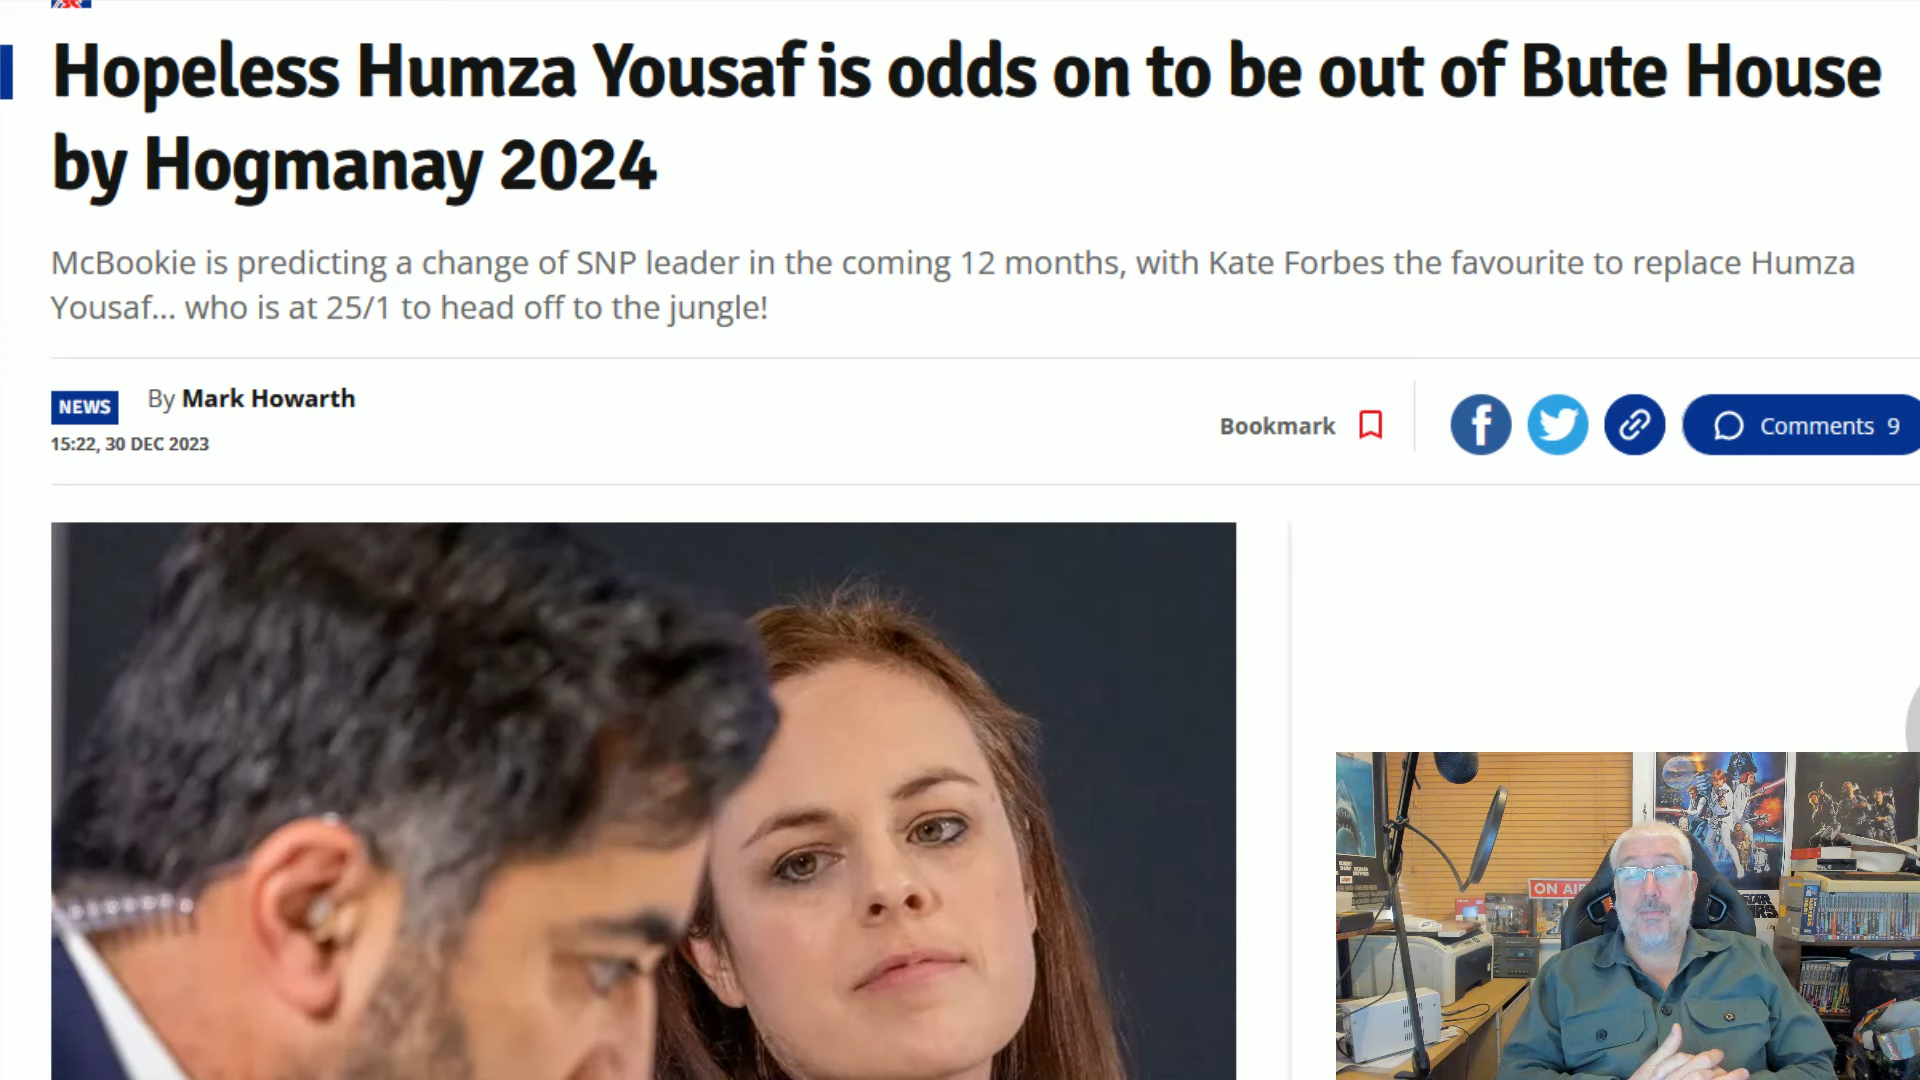 Hopeless Humza Yousaf is odds on to be out of Bute House
by Hogmanay 2024
McBookie is predicting a change of SNP leader in the coming 12 months, with Kate Forbes the favourite to replace Humza
Yousaf... who is at 25/1 to head off to the jungle!
NEWS
By Mark Howarth
15:22, 30 DEC 2023
Bookmark
Comments 9
ON AIR